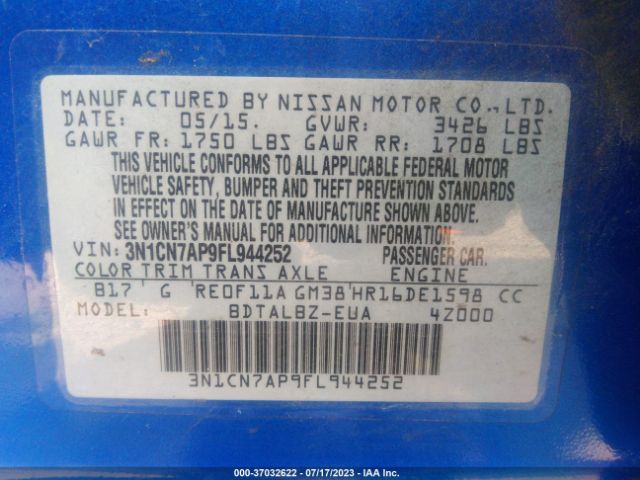 MANUFACTURED BY NISSAN MOTOR CO., LTD.
DATE: 05/15. GVWR: 3426 LBS
GAWR FR: 1750 LBS GAWR RR: 1708 LBS
THIS VEHICLE CONFORMS TO ALL APPLICABLE FEDERAL MOTOR
VEHICLE SAFETY, BUMPER AND THEFT PREVENTION STANDARDS
IN EFFECT ON THE DATE OF MANUFACTURE SHOWN ABOVE.
SEE OWNER'S MANUAL FOR ADDITIONAL INFORMATION.
VIN: 3N1CN7AP9FL944252 PASSENGER CAR.
COLOR TRIM TRANS AXLE ENGINE
B17 G RE0F11A GM38 HR16DE1598 CC
MODEL: BDTALBZ-EUA 4Z000
3N1CN7AP9FL944252
000-37032622 - 07/17/2023 - IAA Inc.